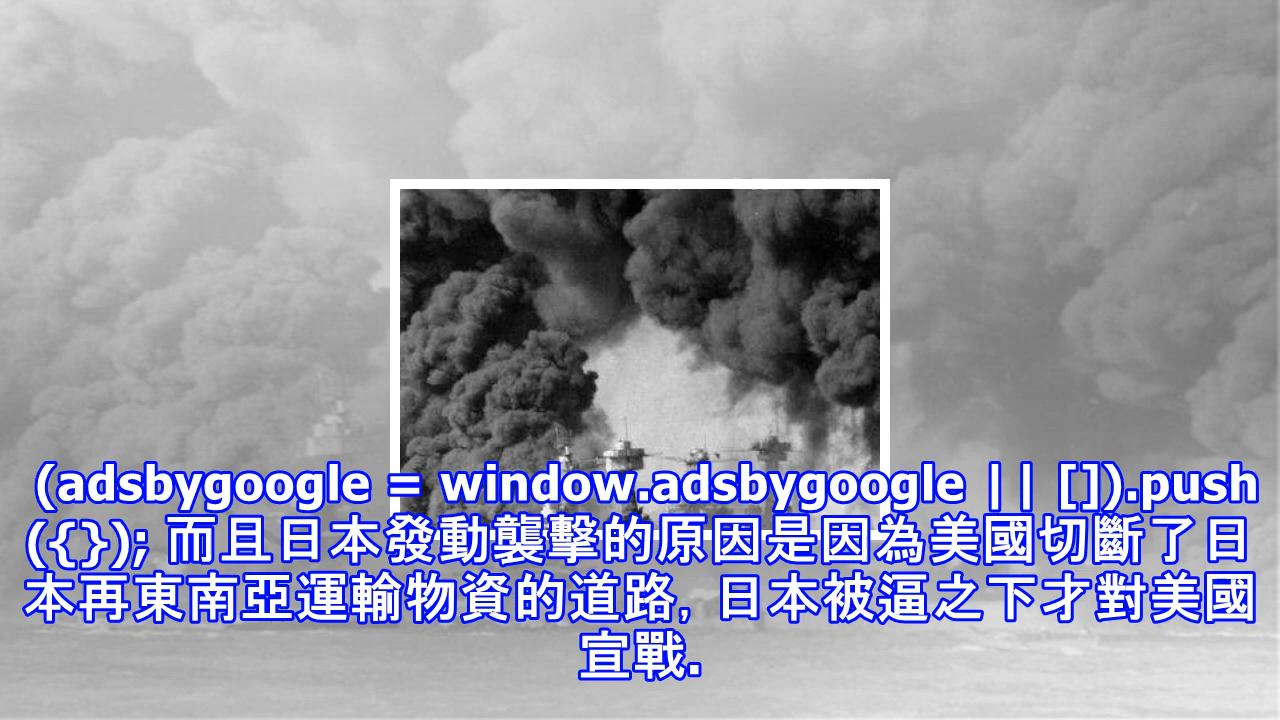 (adsbygoogle = window.adsbygoogle || []).push
({}); 而且日本發動襲擊的原因是因為美國切斷了日
本再東南亞運輸物資的道路, 日本被逼之下才對美國
宣戰.